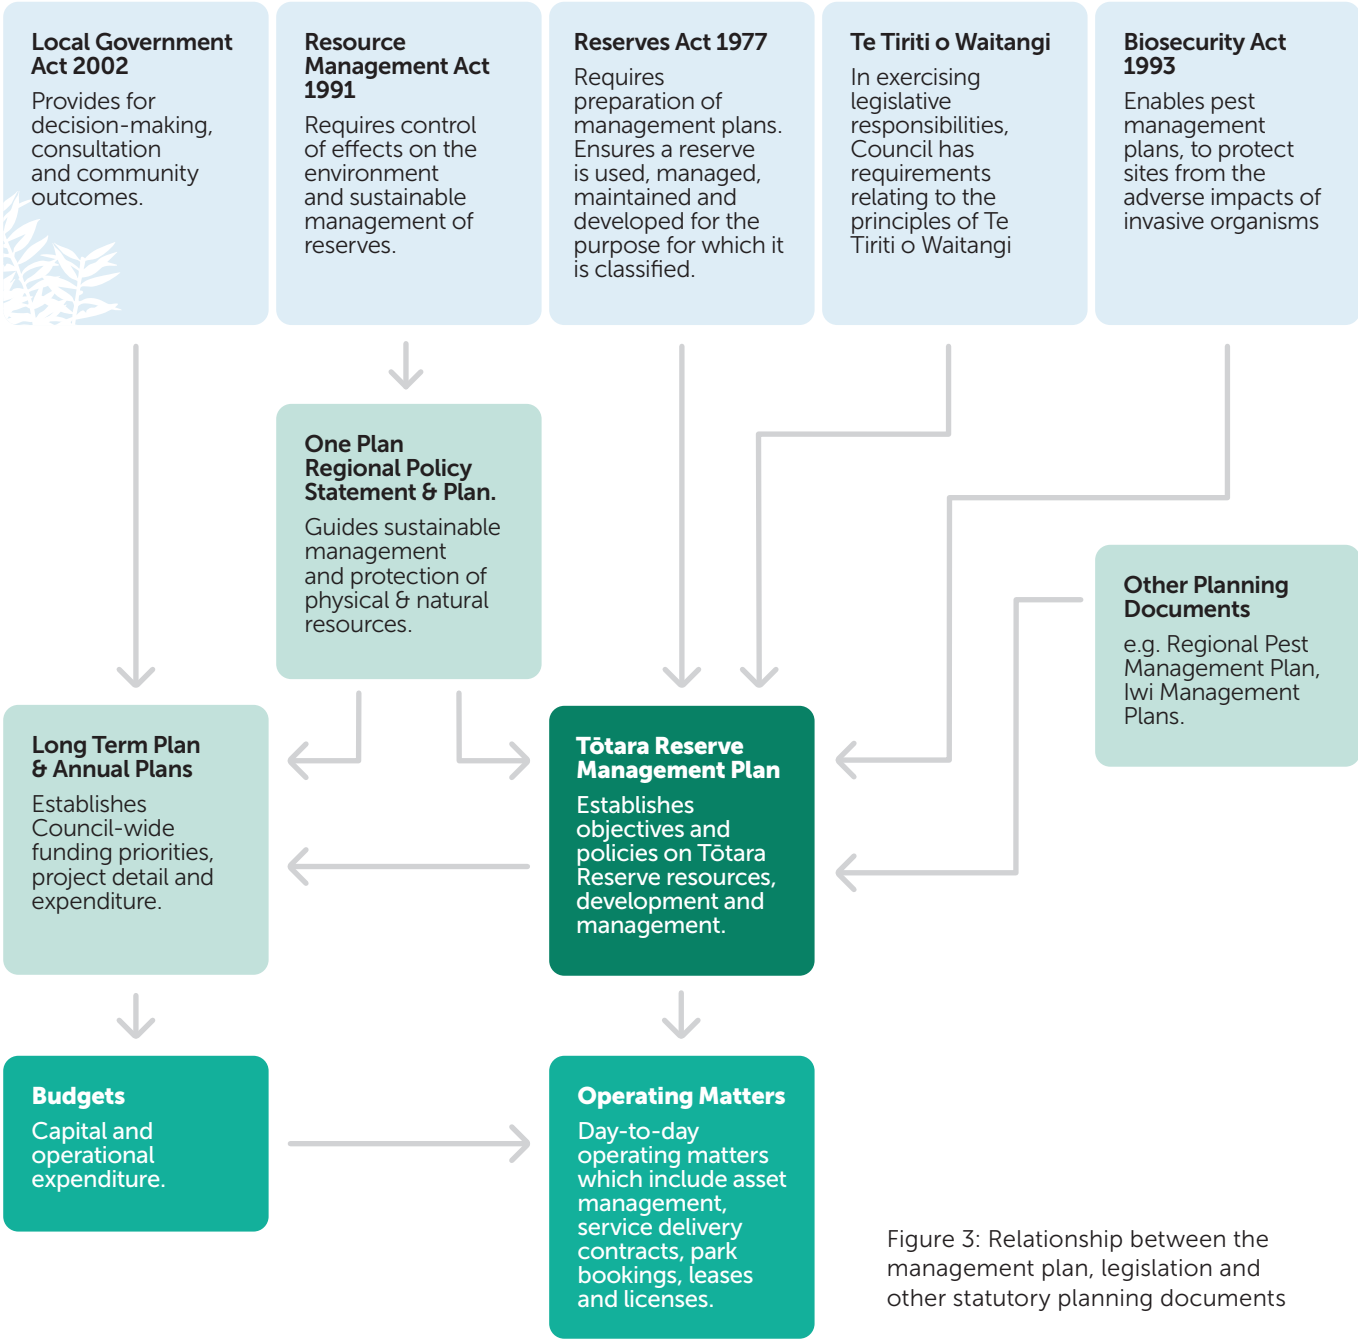 Local Government
Act 2002
Provides for
decision-making,
consultation
and community
outcomes.
Resource
Management Act
1991
Requires control
of effects on the
environment
and sustainable
management of
reserves.
Reserves Act 1977
Requires
preparation of
management plans.
Ensures a reserve
is used, managed,
maintained and
developed for the
purpose for which it
is classified.
Te Tiriti o Waitangi
In exercising
legislative
responsibilities,
Council has
requirements
relating to the
principles of Te
Tiriti o Waitangi
Biosecurity Act
1993
Enables pest
management
plans, to protect
sites from the
adverse impacts of
invasive organisms
One Plan
Regional Policy
Statement & Plan.
Guides sustainable
management
and protection of
physical & natural
resources.
Other Planning
Documents
e.g. Regional Pest
Management Plan,
Iwi Management
Plans.
Long Term Plan
& Annual Plans
Establishes
Council-wide
funding priorities,
project detail and
expenditure.
Tōtara Reserve
Management Plan
Establishes
objectives and
policies on Tōtara
Reserve resources,
development and
management.
Budgets
Capital and
operational
expenditure.
Operating Matters
Day-to-day
operating matters
which include asset
management,
service delivery
contracts, park
bookings, leases
and licenses.
Figure 3: Relationship between the
management plan, legislation and
other statutory planning documents